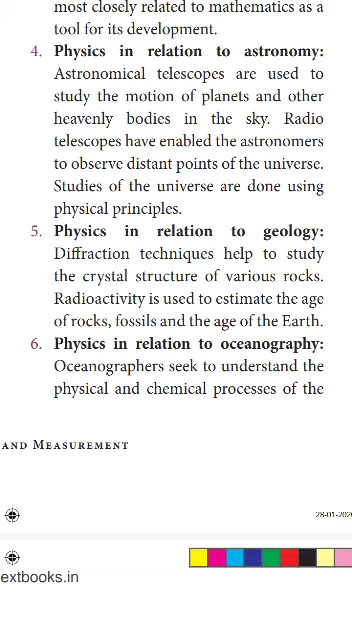 most closely related to mathematics as a
tool for its development.
4. Physics in relation to astronomy:
Astronomical telescopes are used to
study the motion of planets and other
heavenly bodies in the sky. Radio
telescopes have enabled the astronomers
to observe distant points of the universe.
Studies of the universe are done using
physical principles.
5. Physics in relation to geology:
Diffraction techniques help to study
the crystal structure of various rocks.
Radioactivity is used to estimate the age
of rocks, fossils and the age of the Earth.
6. Physics in relation to oceanography:
Oceanographers seek to understand the
physical and chemical processes of the
AND MEASUREMENT
28-01-202
extbooks.in